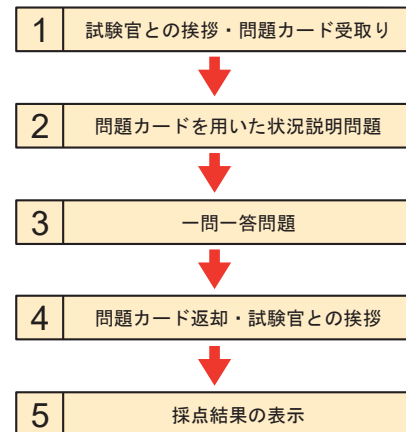 1 試験官との挨拶・問題カード受取り
2 問題カードを用いた状況説明問題
3 一問一答問題
4 問題カード返却・試験官との挨拶
5 採点結果の表示